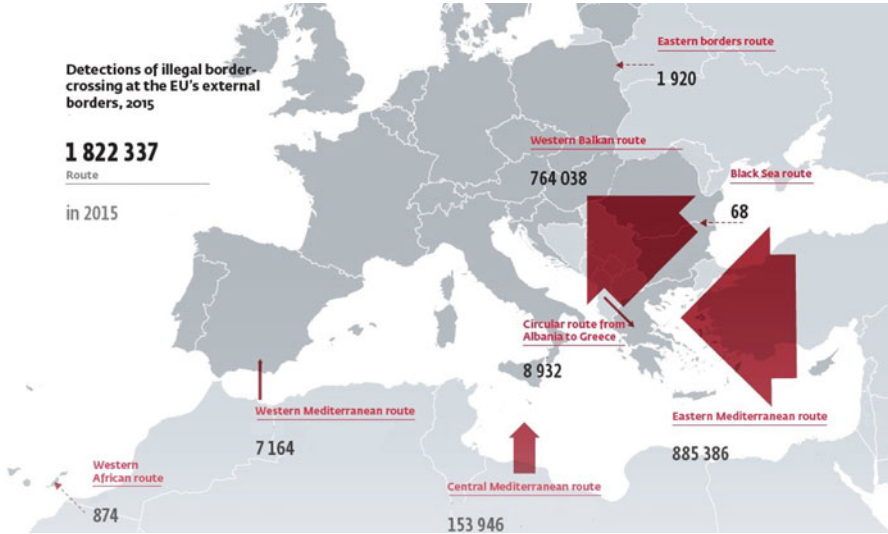 Detections of illegal border-
crossing at the EU's external
borders, 2015
1 822 337
Route
in 2015
Eastern borders route
1 920
Western Balkan route
764 038
Black Sea route
68
Circular route from
Albania to Greece
8 932
Western Mediterranean route
7 164
Eastern Mediterranean route
885 386
Western
African route
874
Central Mediterranean route
153 946